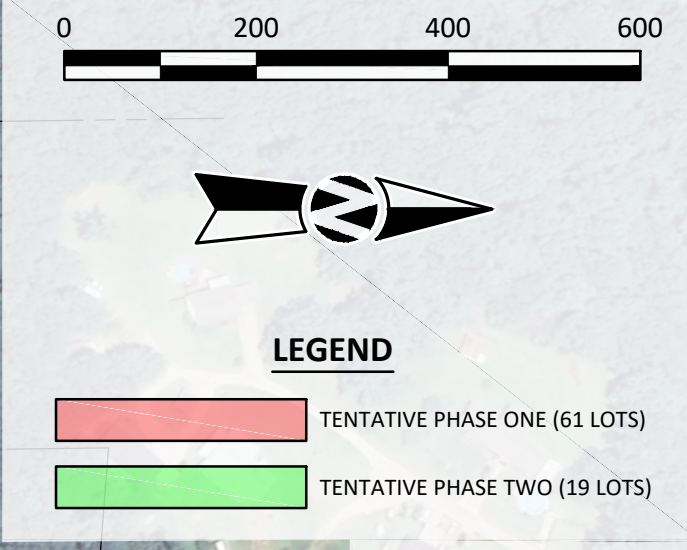 0 200 400 600
N
LEGEND
TENTATIVE PHASE ONE (61 LOTS)
TENTATIVE PHASE TWO (19 LOTS)